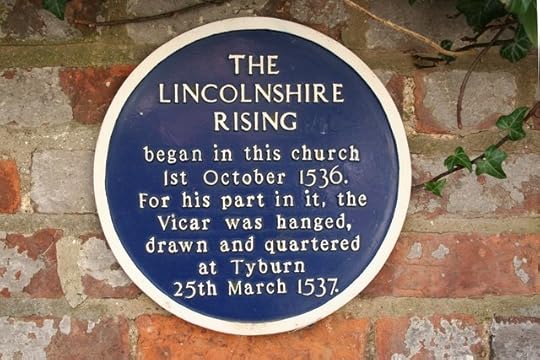 THE
LINCOLNSHIRE
RISING
began in this church
1st October 1536.
For his part in it, the
Vicar was hanged,
drawn and quartered
at Tyburn
25th March 1537.